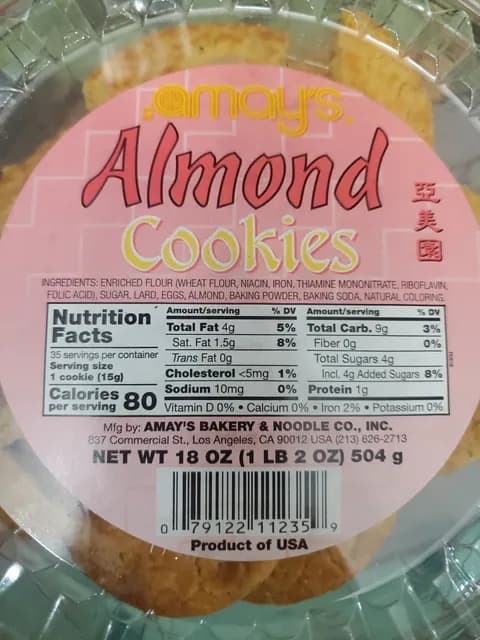 amay's.
Almond
Cookies
亞美園
INGREDIENTS: ENRICHED FLOUR (WHEAT FLOUR, NIACIN, IRON, THIAMINE MONONITRATE, RIBOFLAVIN,
FOLIC ACID), SUGAR, LARD, EGGS, ALMOND, BAKING POWDER, BAKING SODA, NATURAL COLORING.
Nutrition
Facts
35 servings per container
Serving size
1 cookie (15g)
Calories
per serving 80
Amount/serving % DV
Total Fat 4g 5%
Sat. Fat 1.5g 8%
Trans Fat 0g
Cholesterol <5mg 1%
Sodium 10mg 0%
Amount/serving % DV
Total Carb. 9g 3%
Fiber 0g 0%
Total Sugars 4g
Incl. 4g Added Sugars 8%
Protein 1g
Vitamin D 0% • Calcium 0% • Iron 2% • Potassium 0%
Mfg by: AMAY'S BAKERY & NOODLE CO., INC.
837 Commercial St., Los Angeles, CA 90012 USA (213) 626-2713
NET WT 18 OZ (1 LB 2 OZ) 504 g
0 79122 11235 9
Product of USA